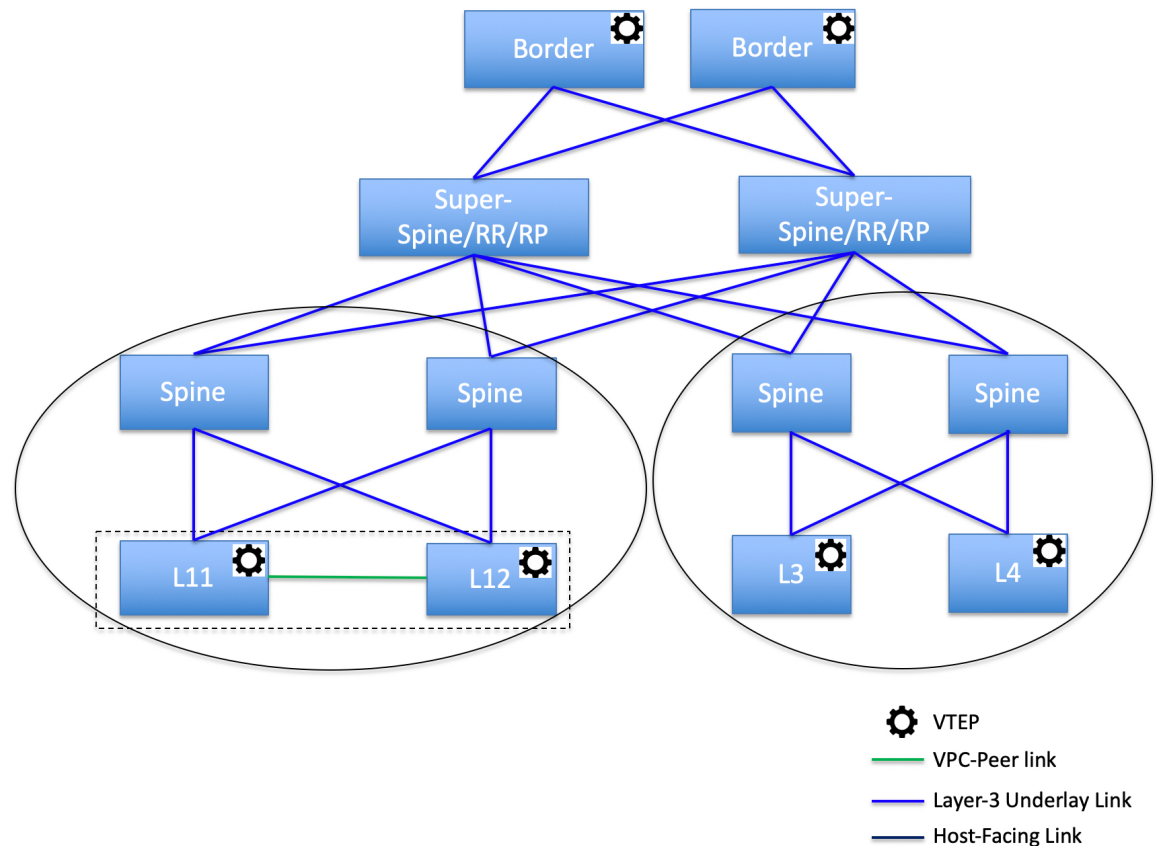 Border
Border
Super-
Spine/RR/RP
Super-
Spine/RR/RP
Spine
Spine
Spine
Spine
L11
L12
L3
L4
VTEP
VPC-Peer link
Layer-3 Underlay Link
Host-Facing Link